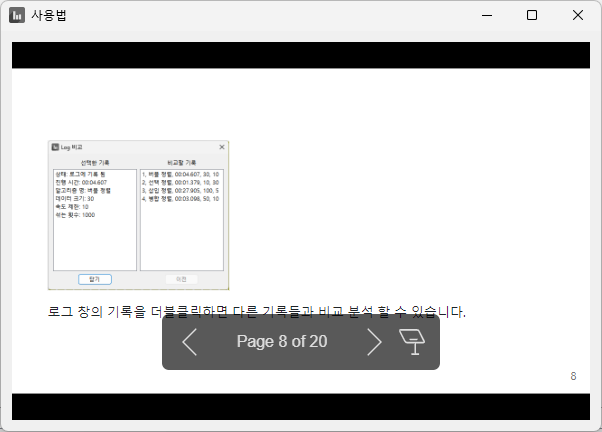 사용법
Log 비교
선택한 기록
비교할 기록
상태: 로그에 기록 됨
진행 시간: 00:04.607
알고리즘 명: 버블 정렬
데이터 크기: 30
속도 제한: 10
섞는 횟수: 1000
1, 버블 정렬, 00:04.607, 30, 10
2, 선택 정렬, 00:01.379, 10, 30
3, 삽입 정렬, 00:27.905, 100, 5
4, 병합 정렬, 00:03.098, 50, 10
닫기
이전
로그 창의 기록을 더블클릭하면 다른 기록들과 비교 분석 할 수 있습니다.
Page 8 of 20
8